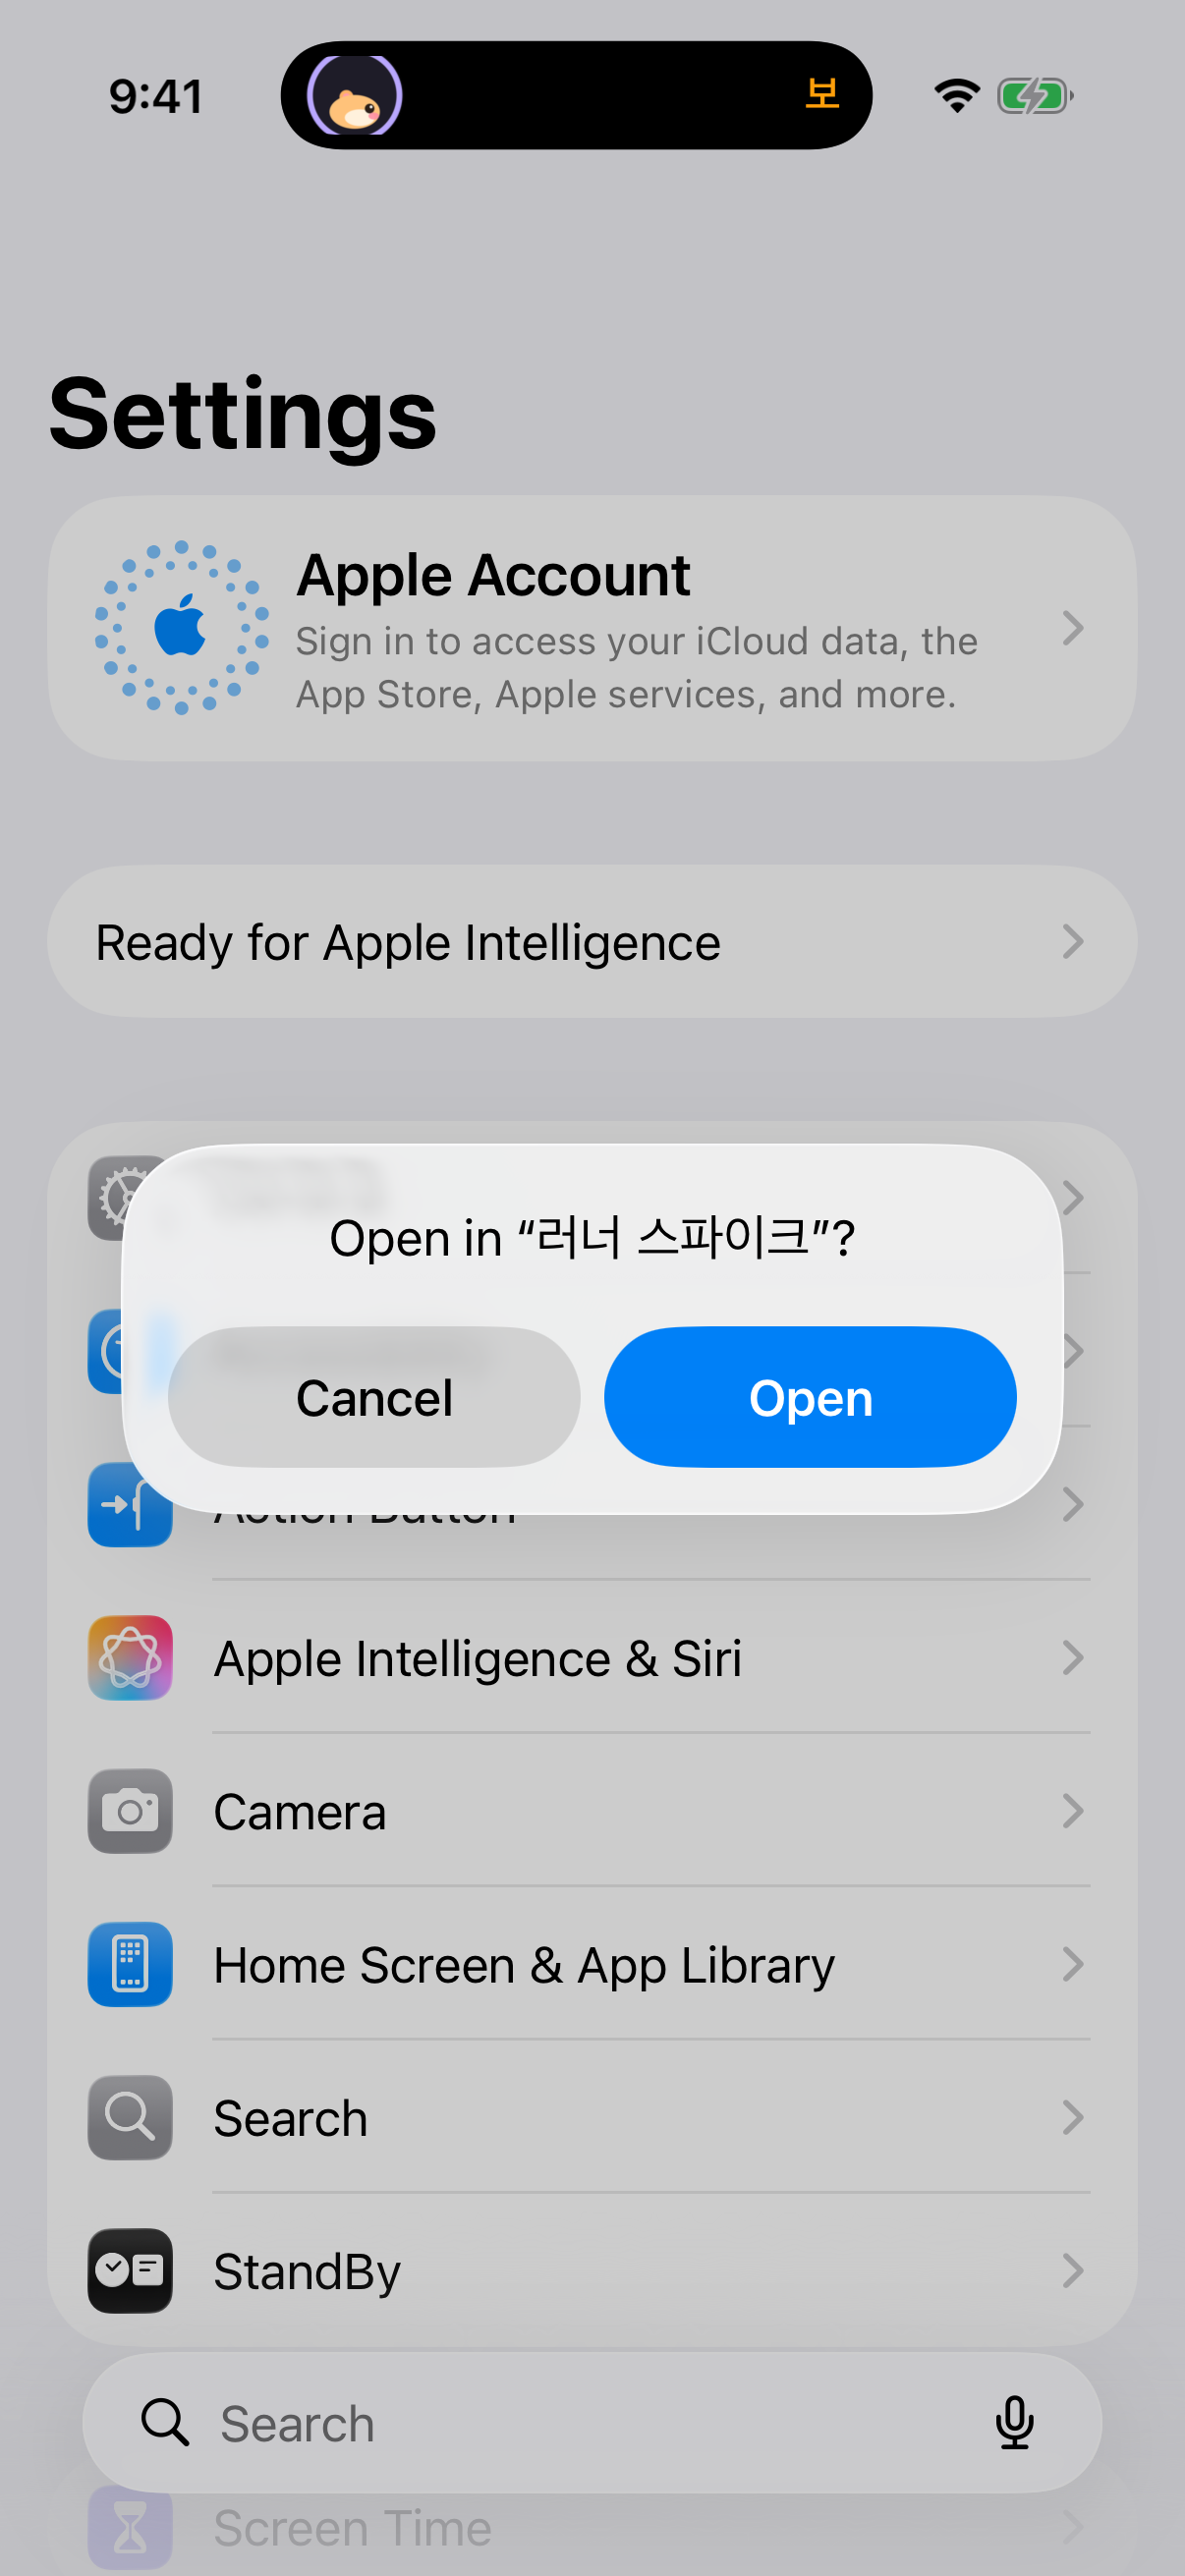 9:41
보
Settings
Apple Account
Sign in to access your iCloud data, the
App Store, Apple services, and more.
Ready for Apple Intelligence
Open in “러너 스파이크”?
Cancel
Open
Action Button
Apple Intelligence & Siri
Camera
Home Screen & App Library
Search
StandBy
Search
Screen Time